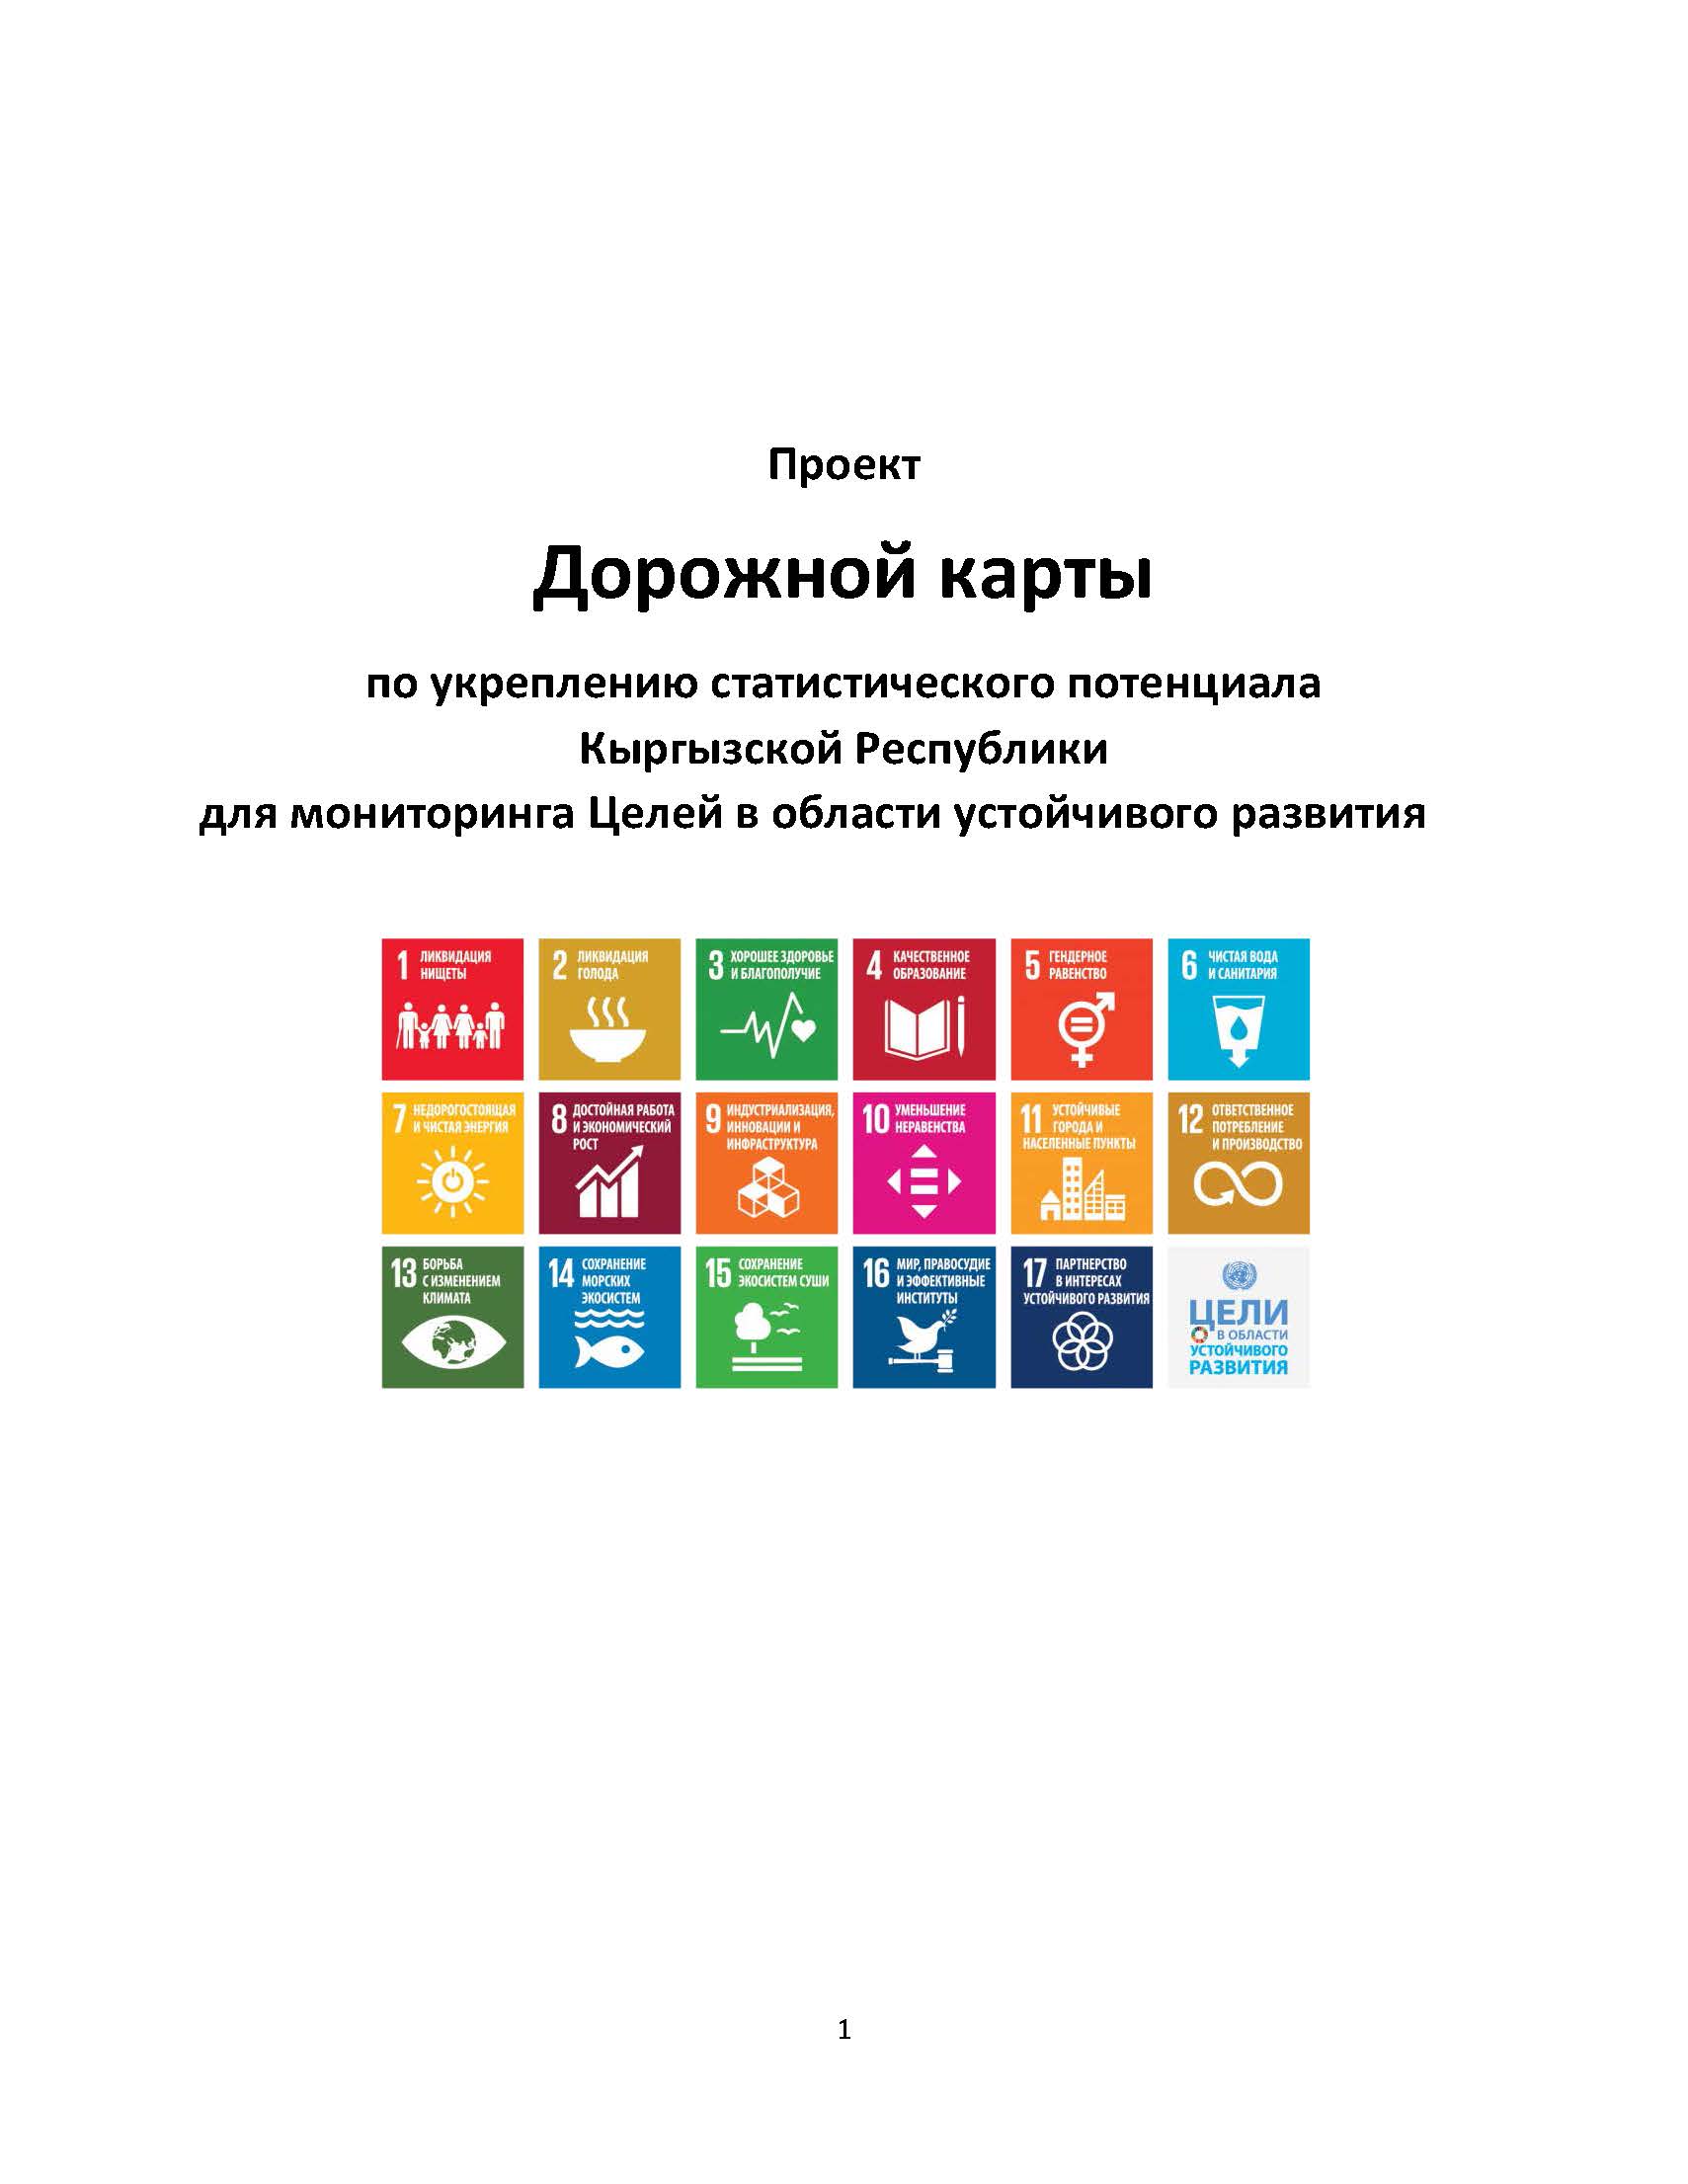 Проект
Дорожной карты
по укреплению статистического потенциала
Кыргызской Республики
для мониторинга Целей в области устойчивого развития
1 ЛИКВИДАЦИЯ
НИЩЕТЫ
2 ЛИКВИДАЦИЯ
ГОЛОДА
3 ХОРОШЕЕ ЗДОРОВЬЕ
И БЛАГОПОЛУЧИЕ
4 КАЧЕСТВЕННОЕ
ОБРАЗОВАНИЕ
5 ГЕНДЕРНОЕ
РАВЕНСТВО
6 ЧИСТАЯ ВОДА
И САНИТАРИЯ
7 НЕДОРОГОСТОЯЩАЯ
И ЧИСТАЯ ЭНЕРГИЯ
8 ДОСТОЙНАЯ РАБОТА
И ЭКОНОМИЧЕСКИЙ
РОСТ
9 ИНДУСТРИАЛИЗАЦИЯ,
ИННОВАЦИИ И
ИНФРАСТРУКТУРА
10 УМЕНЬШЕНИЕ
НЕРАВЕНСТВА
11 УСТОЙЧИВЫЕ
ГОРОДА И
НАСЕЛЕННЫЕ ПУНКТЫ
12 ОТВЕТСТВЕННОЕ
ПОТРЕБЛЕНИЕ
И ПРОИЗВОДСТВО
13 БОРЬБА
С ИЗМЕНЕНИЕМ
КЛИМАТА
14 СОХРАНЕНИЕ
МОРСКИХ
ЭКОСИСТЕМ
15 СОХРАНЕНИЕ
ЭКОСИСТЕМ СУШИ
16 МИР, ПРАВОСУДИЕ
И ЭФФЕКТИВНЫЕ
ИНСТИТУТЫ
17 ПАРТНЕРСТВО
В ИНТЕРЕСАХ
УСТОЙЧИВОГО РАЗВИТИЯ
ЦЕЛИ
В ОБЛАСТИ
УСТОЙЧИВОГО
РАЗВИТИЯ
1